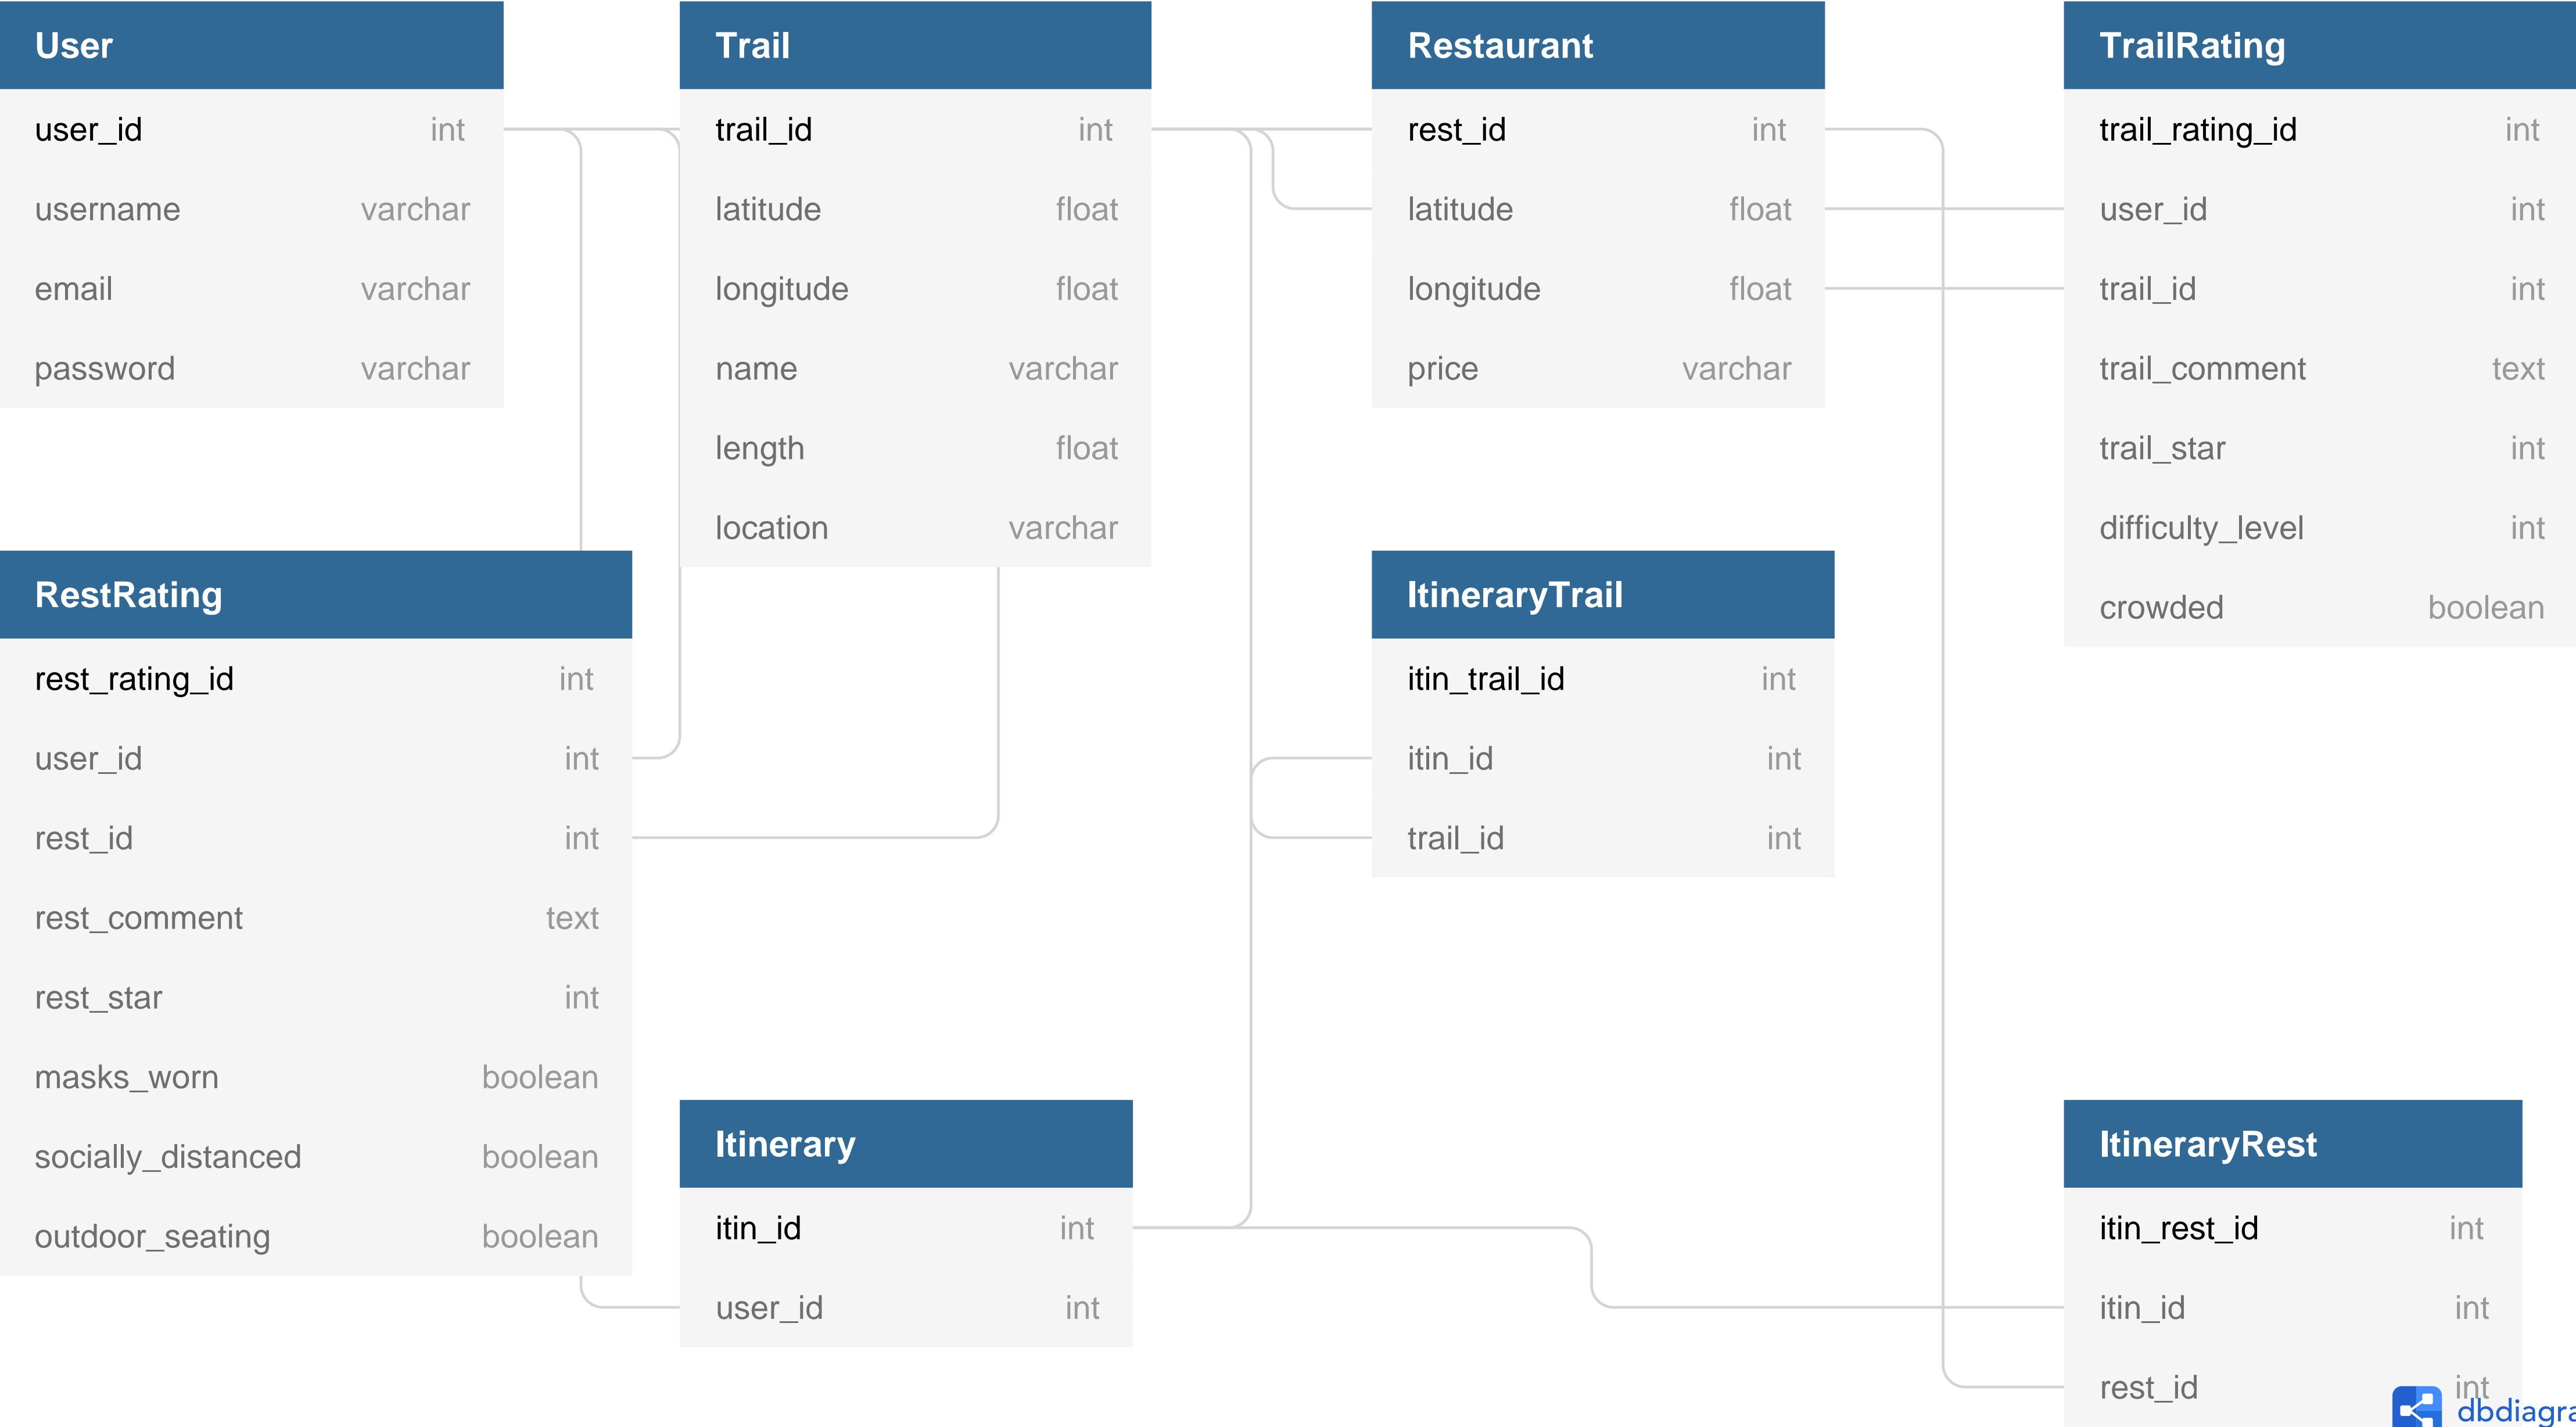 User
user_id int
username varchar
email varchar
password varchar
Trail
trail_id int
latitude float
longitude float
name varchar
length float
location varchar
Restaurant
rest_id int
latitude float
longitude float
price varchar
TrailRating
trail_rating_id int
user_id int
trail_id int
trail_comment text
trail_star int
difficulty_level int
crowded boolean
RestRating
rest_rating_id int
user_id int
rest_id int
rest_comment text
rest_star int
masks_worn boolean
socially_distanced boolean
outdoor_seating boolean
ItineraryTrail
itin_trail_id int
itin_id int
trail_id int
Itinerary
itin_id int
user_id int
ItineraryRest
itin_rest_id int
itin_id int
rest_id int
dbdiagra